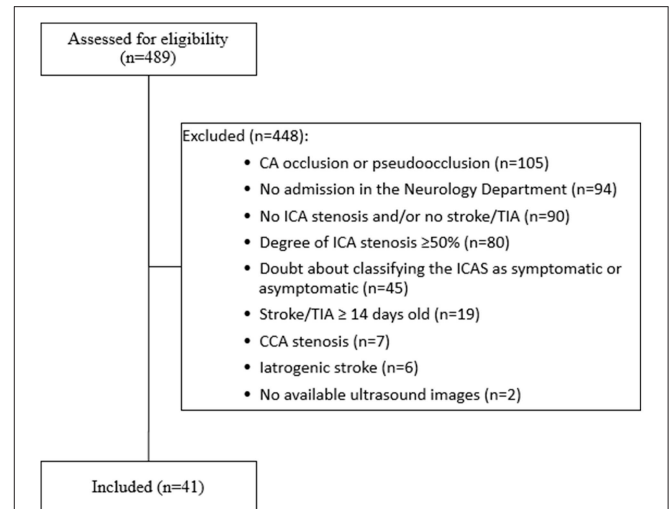 Assessed for eligibility
(n=489)
Excluded (n=448):
• CA occlusion or pseudoocclusion (n=105)
• No admission in the Neurology Department (n=94)
• No ICA stenosis and/or no stroke/TIA (n=90)
• Degree of ICA stenosis ≥50% (n=80)
• Doubt about classifying the ICAS as symptomatic or
asymptomatic (n=45)
• Stroke/TIA ≥ 14 days old (n=19)
• CCA stenosis (n=7)
• Iatrogenic stroke (n=6)
• No available ultrasound images (n=2)
Included (n=41)